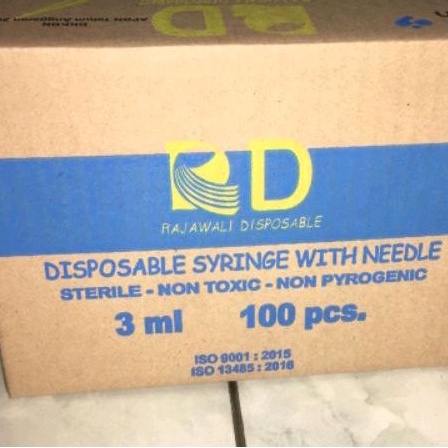 RD
RAJAWALI DISPOSABLE
DISPOSABLE SYRINGE WITH NEEDLE
STERILE - NON TOXIC - NON PYROGENIC
3 ml 100 pcs.
ISO 9001 : 2015
ISO 13485 : 2016